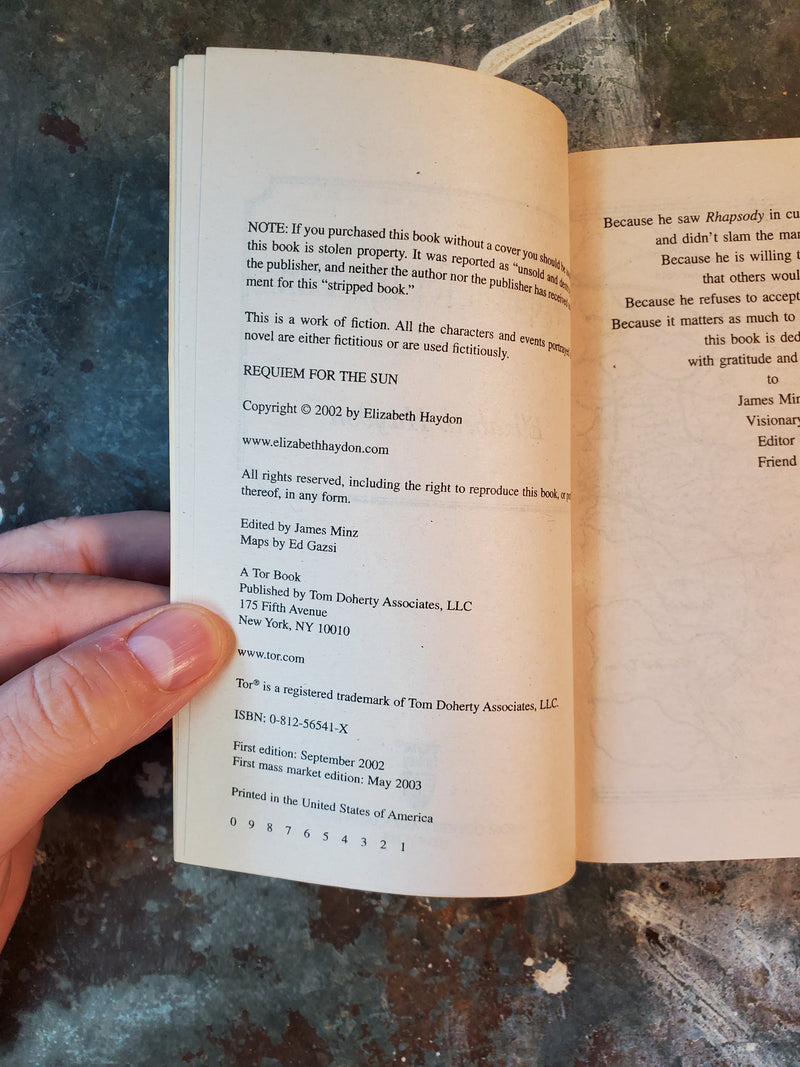 NOTE: If you purchased this book without a cover you should be
this book is stolen property. It was reported as "unsold and
the publisher, and neither the author nor the publisher has received
ment for this "stripped book."
This is a work of fiction. All the characters and events portrayed
novel are either fictitious or are used fictitiously.
REQUIEM FOR THE SUN
Copyright © 2002 by Elizabeth Haydon
www.elizabethhaydon.com
All rights reserved, including the right to reproduce this book, or
thereof, in any form.
Edited by James Minz
Maps by Ed Gazsi
A Tor Book
Published by Tom Doherty Associates, LLC
175 Fifth Avenue
New York, NY 10010
www.tor.com
Tor® is a registered trademark of Tom Doherty Associates, LLC.
ISBN: 0-812-56541-X
First edition: September 2002
First mass market edition: May 2003
Printed in the United States of America
0 9 8 7 6 5 4 3 2 1
Because he saw Rhapsody in
and didn't slam the
Because he is willing
that others
Because he refuses to accept
Because it matters as much to
this book is
with gratitude and
to
James
Visionary
Editor
Friend